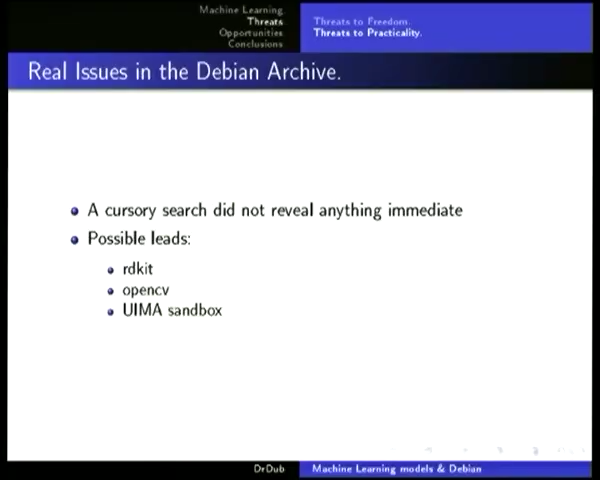 Machine Learning
Threats
Opportunities
Conclusions
Threats to Freedom.
Threats to Practicality.
Real Issues in the Debian Archive.
A cursory search did not reveal anything immediate
Possible leads:
rdkit
opencv
UIMA sandbox
DrDub
Machine Learning models & Debian